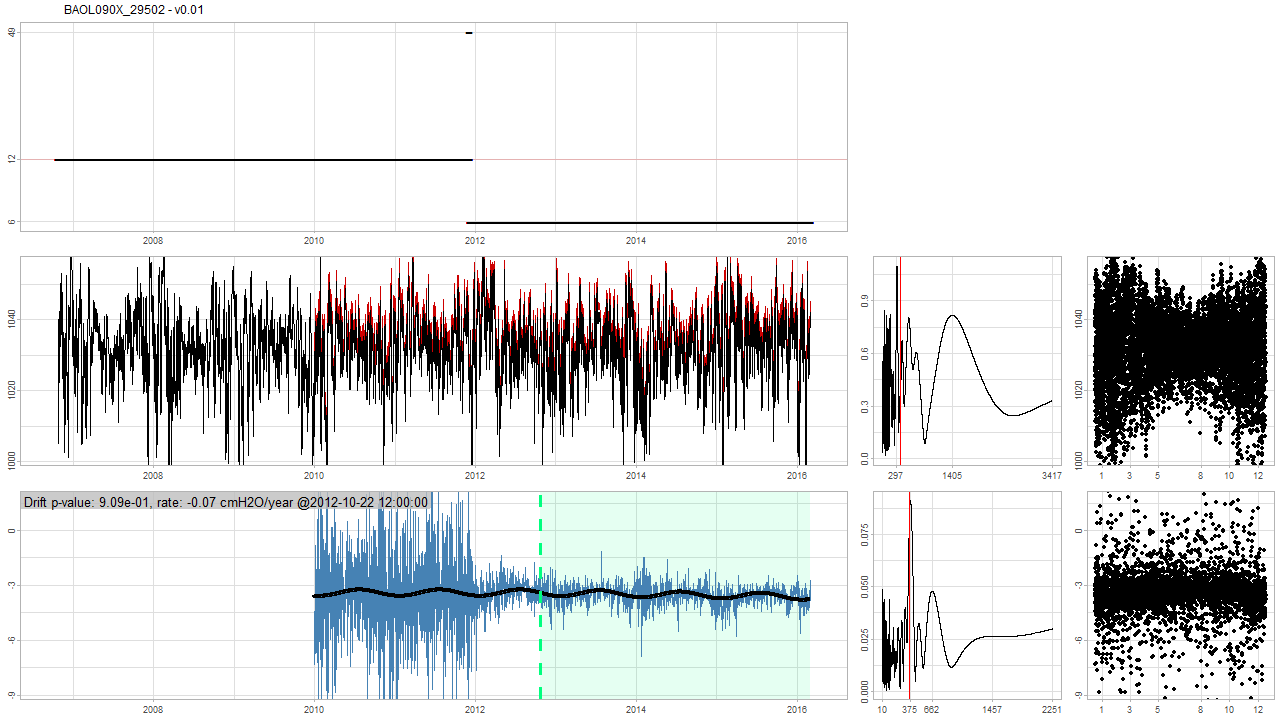 BAOL090X_29502 - v0.01
49
12
6
2008 2010 2012 2014 2016
1040
1020
1000
2008 2010 2012 2014 2016
0.9
0.6
0.3
0.0
297 1405 3417
1040
1020
1000
1 3 5 8 10 12
Drift p-value: 9.09e-01, rate: -0.07 cmH2O/year @2012-10-22 12:00:00
0
-3
-6
-9
2008 2010 2012 2014 2016
0.075
0.050
0.025
0.000
10 375 662 1457 2251
0
-3
-6
-9
1 3 5 8 10 12